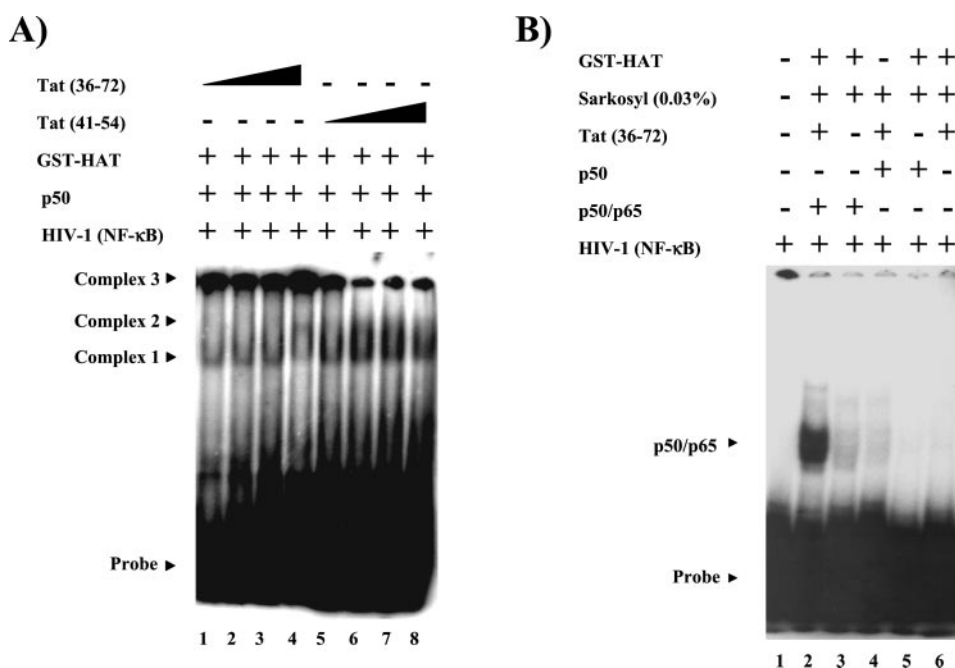 A)
Tat (36-72) - - - -
Tat (41-54) - - - -
GST-HAT + + + + + + + +
p50 + + + + + + + +
HIV-1 (NF-κB) + + + + + + + +
Complex 3 ►
Complex 2 ►
Complex 1 ►
Probe ►
1 2 3 4 5 6 7 8
B)
GST-HAT - + + - + +
Sarkosyl (0.03%) - + + + + +
Tat (36-72) - + - + - +
p50 - - - + + -
p50/p65 - + + - - -
HIV-1 (NF-κB) + + + + + +
p50/p65 ►
Probe ►
1 2 3 4 5 6